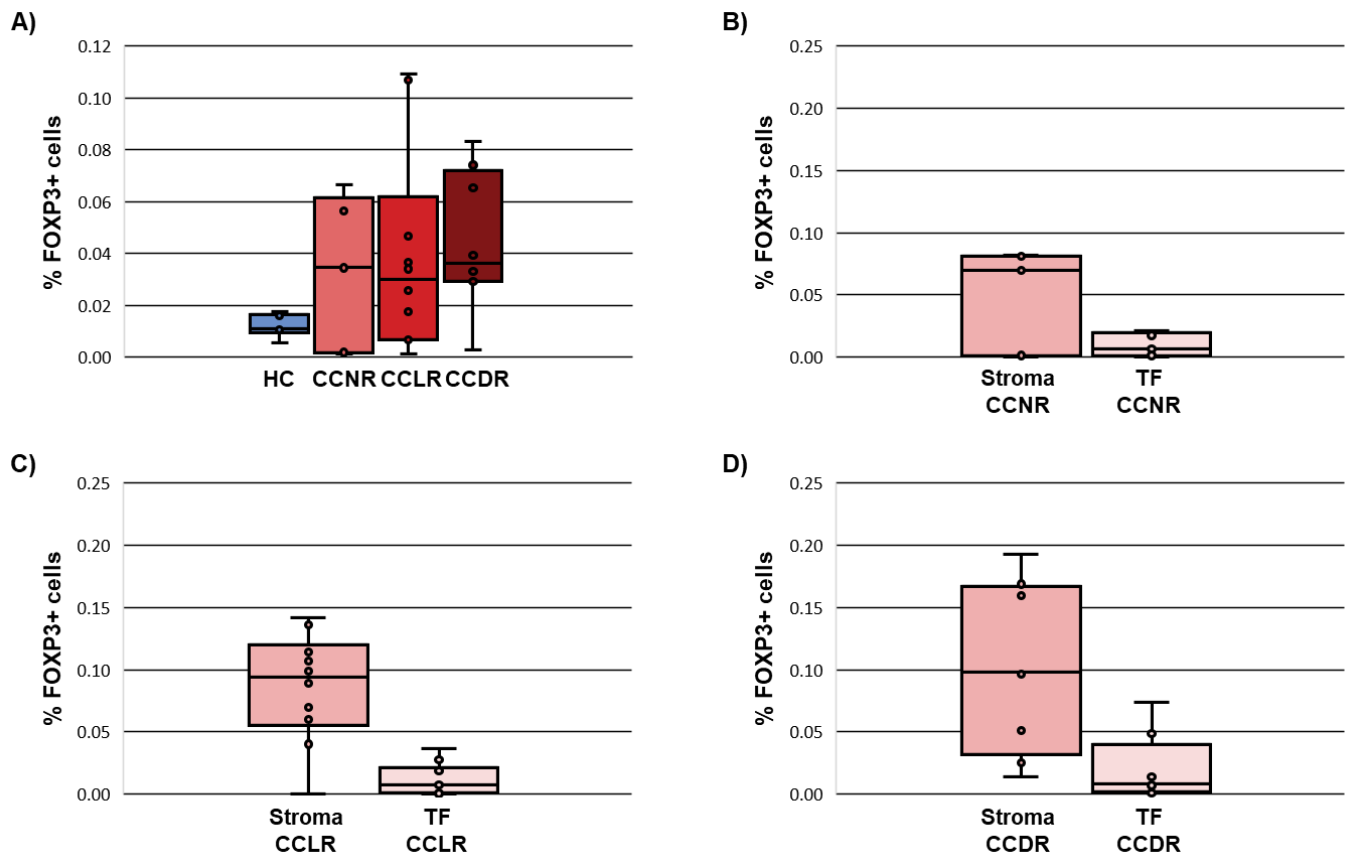 A)
% FOXP3+ cells
0.12
0.10
0.08
0.06
0.04
0.02
0.00
HC CCNR CCLR CCDR
B)
% FOXP3+ cells
0.25
0.20
0.15
0.10
0.05
0.00
Stroma TF
CCNR CCNR
C)
% FOXP3+ cells
0.25
0.20
0.15
0.10
0.05
0.00
Stroma TF
CCLR CCLR
D)
% FOXP3+ cells
0.25
0.20
0.15
0.10
0.05
0.00
Stroma TF
CCDR CCDR